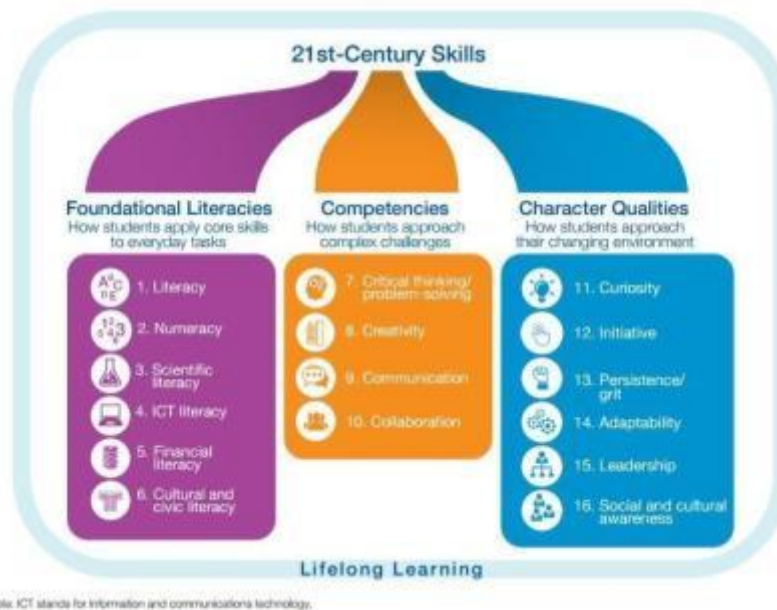 21st-Century Skills
Foundational Literacies
How students apply core skills
to everyday tasks
1. Literacy
2. Numeracy
3. Scientific
literacy
4. ICT literacy
5. Financial
literacy
6. Cultural and
civic literacy
Competencies
How students approach
complex challenges
7. Critical thinking/
problem-solving
8. Creativity
9. Communication
10. Collaboration
Character Qualities
How students approach
their changing environment
11. Curiosity
12. Initiative
13. Persistence/
grit
14. Adaptability
15. Leadership
16. Social and cultural
awareness
Lifelong Learning
ICT stands for information and communications technology.